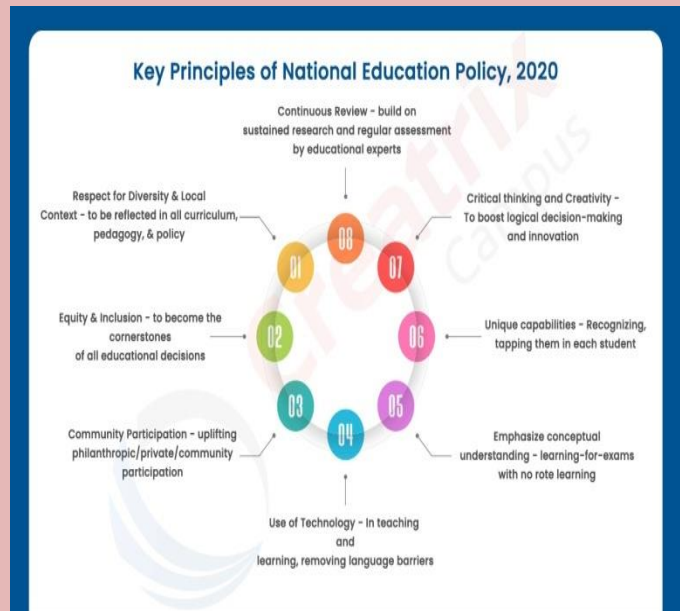 Key Principles of National Education Policy, 2020
Continuous Review - build on
sustained research and regular assessment
by educational experts
Respect for Diversity & Local
Context - to be reflected in all curriculum,
pedagogy, & policy
Critical thinking and Creativity -
To boost logical decision-making
and innovation
08
01
07
Equity & Inclusion - to become the
cornerstones
of all educational decisions
02
06
Unique capabilities - Recognizing,
tapping them in each student
03
05
04
Community Participation - uplifting
philanthropic/private/community
participation
Emphasize conceptual
understanding - learning-for-exams
with no rote learning
Use of Technology - In teaching
and
learning, removing language barriers
Creatrix
Campus